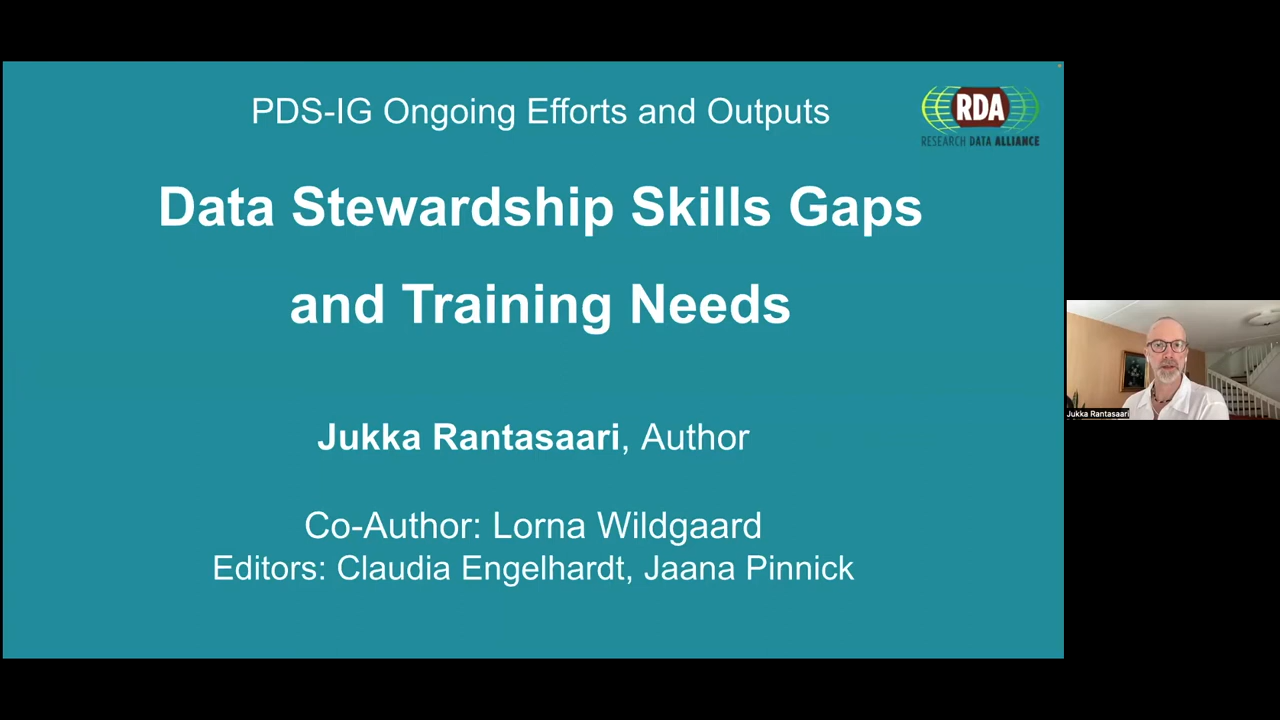 PDS-IG Ongoing Efforts and Outputs
RDA
RESEARCH DATA ALLIANCE
Data Stewardship Skills Gaps
and Training Needs
Jukka Rantasaari, Author
Co-Author: Lorna Wildgaard
Editors: Claudia Engelhardt, Jaana Pinnick
Jukka Rantasaari